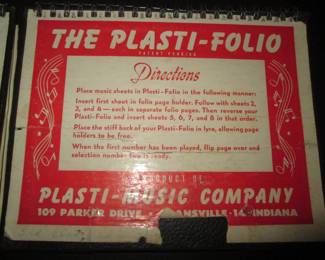 THE PLASTI-FOLIO
PATENT PENDING
Directions
Place music sheets in Plasti-Folio in the following manner:
Insert first sheet in folio page holder. Follow with sheets 2,
3, and 4 — each in separate folio pages. Then reverse your
Plasti-Folio and insert sheets 5, 6, 7, and 8 in that order.
Place the stiff back of your Plasti-Folio in lyre, allowing page
holders to be free.
When the first number has been played, flip page over and
selection number two is ready.
PRODUCT OF
PLASTI-MUSIC COMPANY
109 PARKER DRIVE, • ANSVILLE-14, INDIANA